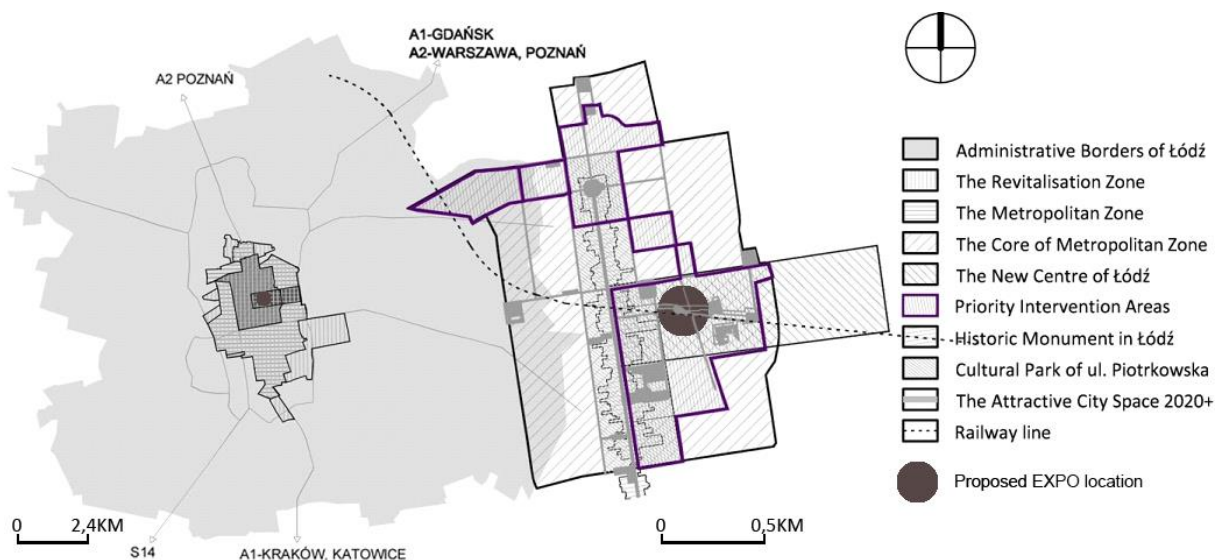 A1-GDAŃSK
A2-WARSZAWA, POZNAŃ
A2 POZNAŃ
Administrative Borders of Łódź
The Revitalisation Zone
The Metropolitan Zone
The Core of Metropolitan Zone
The New Centre of Łódź
Priority Intervention Areas
Historic Monument in Łódź
Cultural Park of ul. Piotrkowska
The Attractive City Space 2020+
Railway line
Proposed EXPO location
0 2,4KM
0 0,5KM
S14
A1-KRAKÓW, KATOWICE